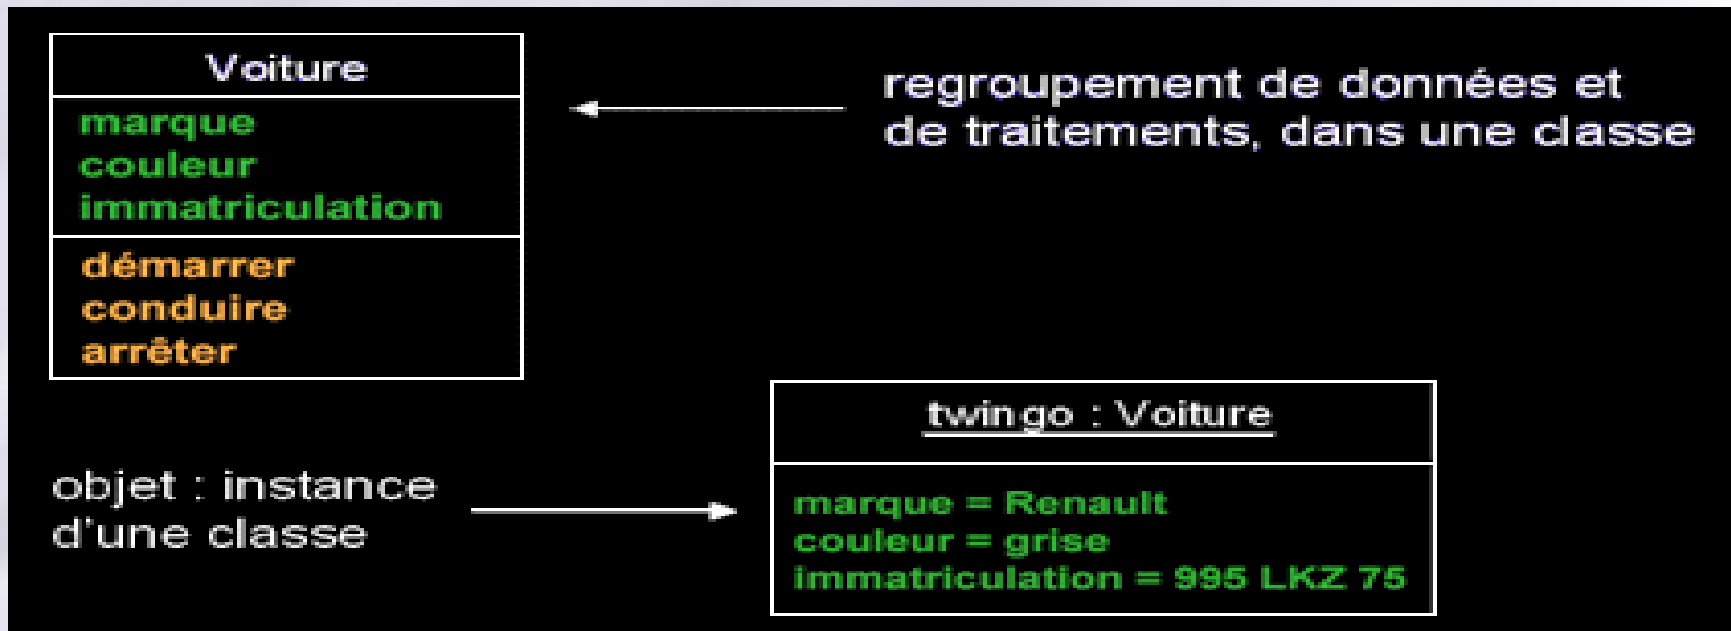 Voiture
marque
couleur
immatriculation
démarrer
conduire
arrêter
regroupement de données et
de traitements, dans une classe
objet : instance
d'une classe
twingo : Voiture
marque = Renault
couleur = grise
immatriculation = 995 LKZ 75